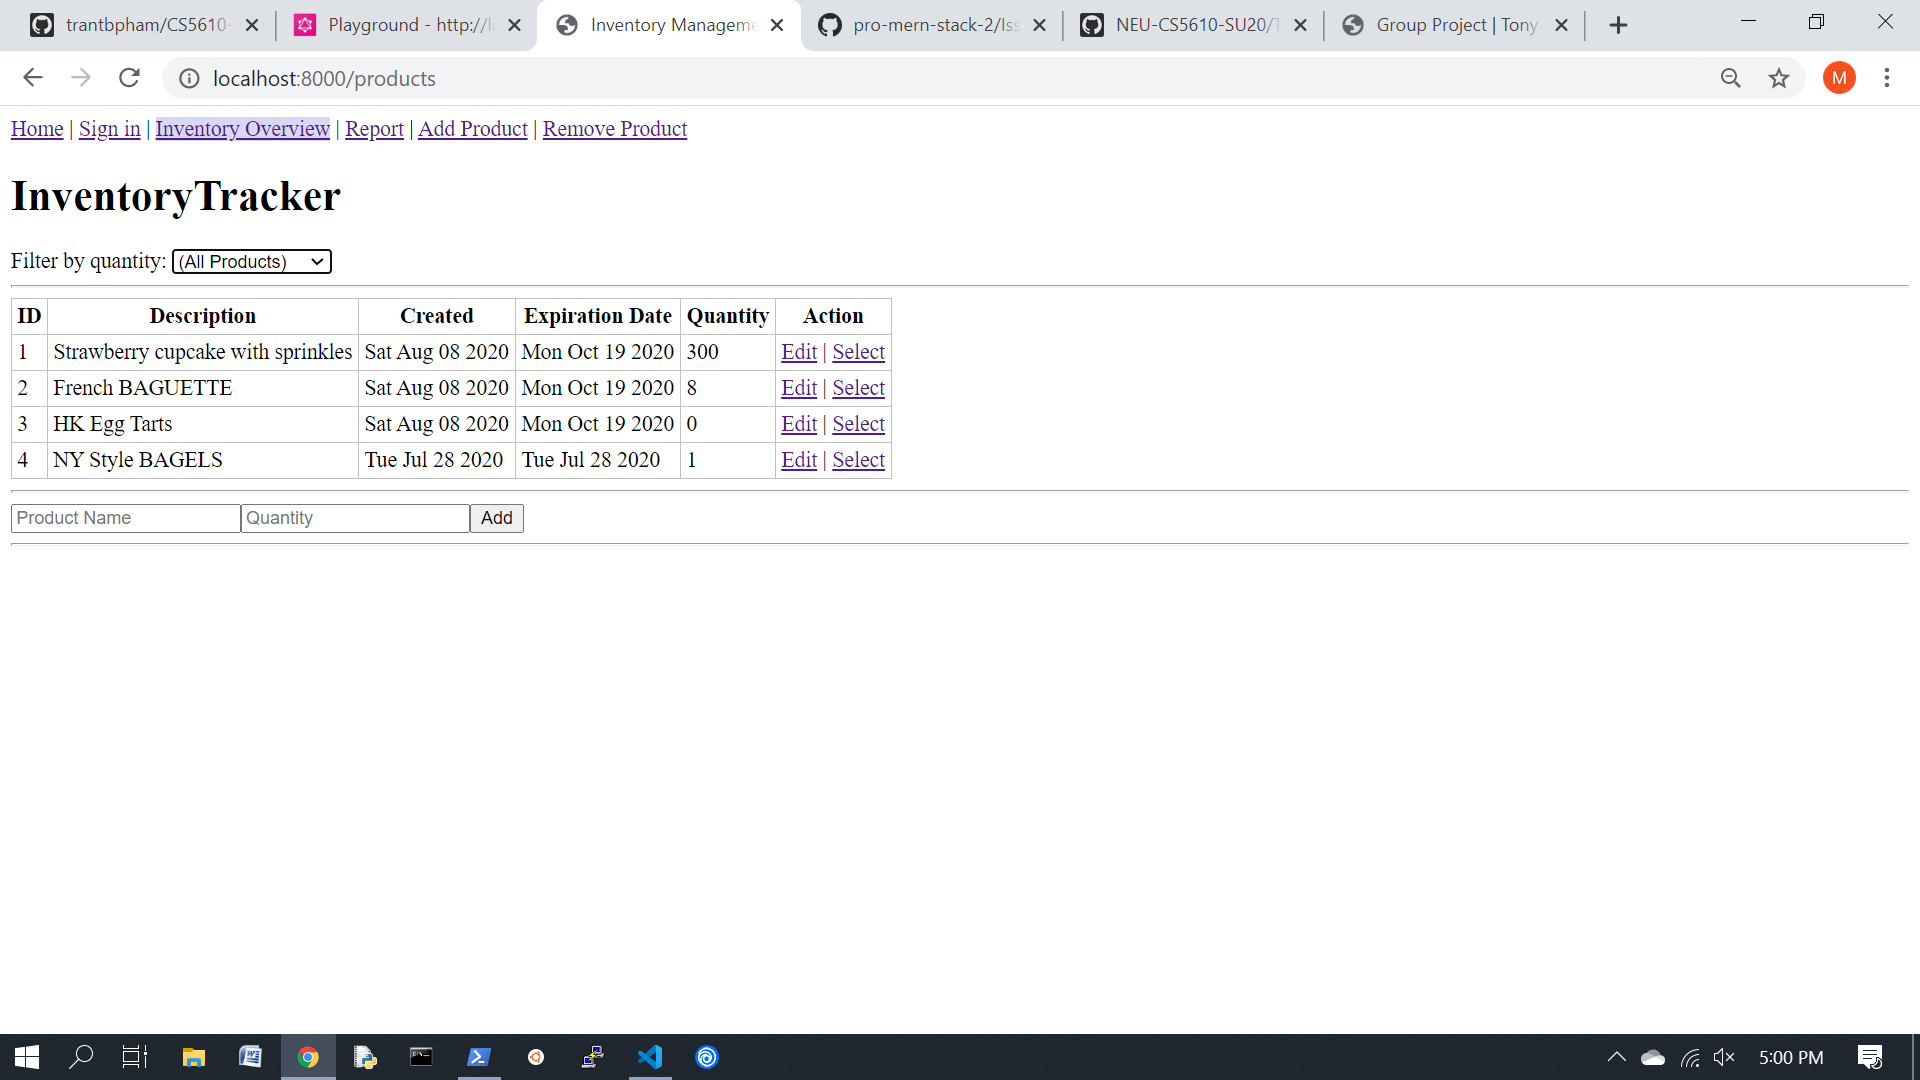 trantbpham/CS5610-
Playground - http://l
Inventory Manageme
pro-mern-stack-2/Iss
NEU-CS5610-SU20/T
Group Project | Tony
localhost:8000/products
M
Home | Sign in | Inventory Overview | Report | Add Product | Remove Product
InventoryTracker
Filter by quantity: (All Products)
ID Description Created Expiration Date Quantity Action
1 Strawberry cupcake with sprinkles Sat Aug 08 2020 Mon Oct 19 2020 300 Edit | Select
2 French BAGUETTE Sat Aug 08 2020 Mon Oct 19 2020 8 Edit | Select
3 HK Egg Tarts Sat Aug 08 2020 Mon Oct 19 2020 0 Edit | Select
4 NY Style BAGELS Tue Jul 28 2020 Tue Jul 28 2020 1 Edit | Select
Product Name Quantity Add
5:00 PM